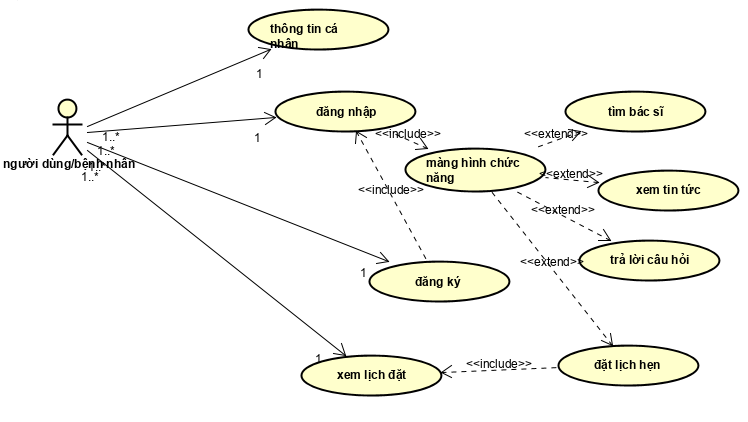 thông tin cá
nhân
1
đăng nhập
1
<<include>>
tìm bác sĩ
<<extend>>
1..*
1..*
người dùng/bệnh nhân
1..*
màng hình chức
năng
<<extend>>
xem tin tức
<<include>>
<<extend>>
trả lời câu hỏi
<<extend>>
1
đăng ký
1
xem lịch đặt
<<include>>
đặt lịch hẹn